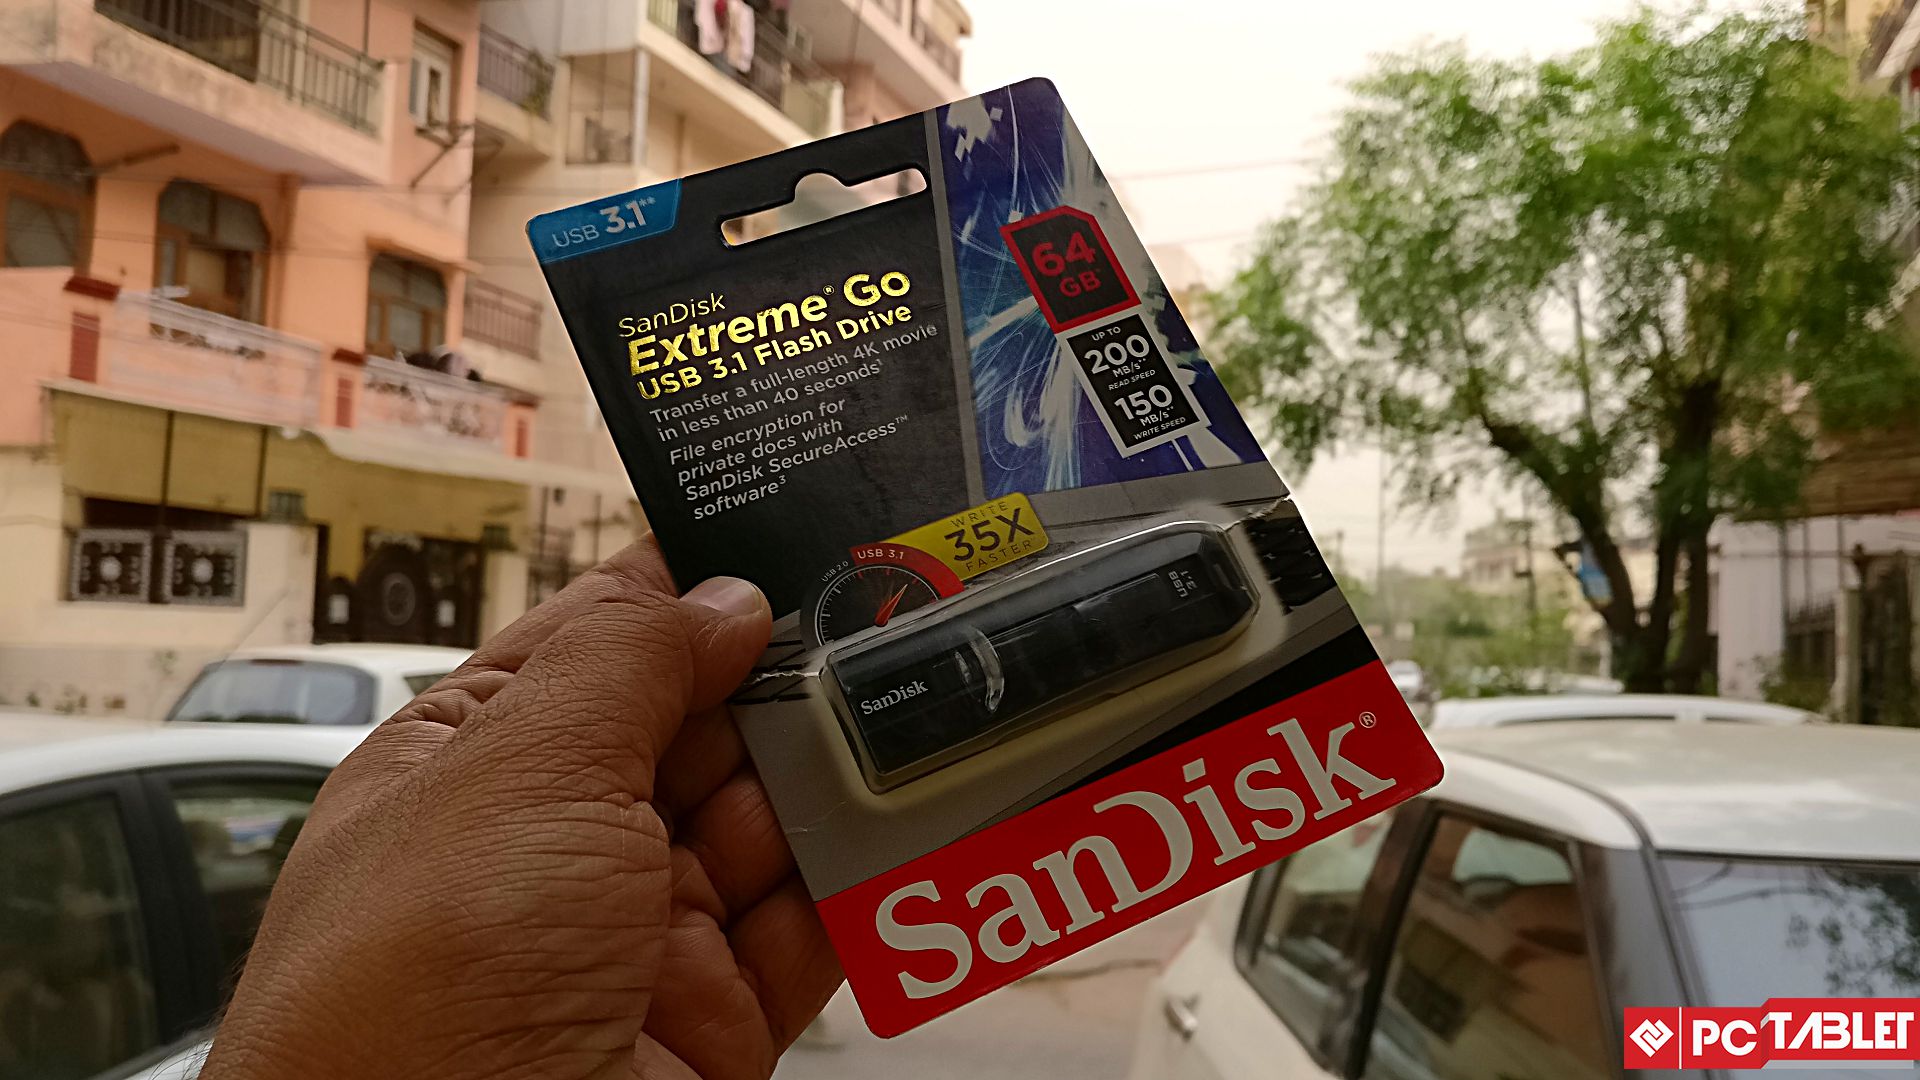 USB 3.1**
SanDisk
Extreme® Go
USB 3.1 Flash Drive
Transfer a full-length 4K movie
in less than 40 seconds¹
File encryption for
private docs with
SanDisk SecureAccess™
software³
64
GB*
UP TO
200
MB/s**
READ SPEED
150
MB/s**
WRITE SPEED
WRITE
35X
FASTER
USB 3.1
USB 2.0
USB
3.1
SanDisk
SanDisk®
PCTABLET